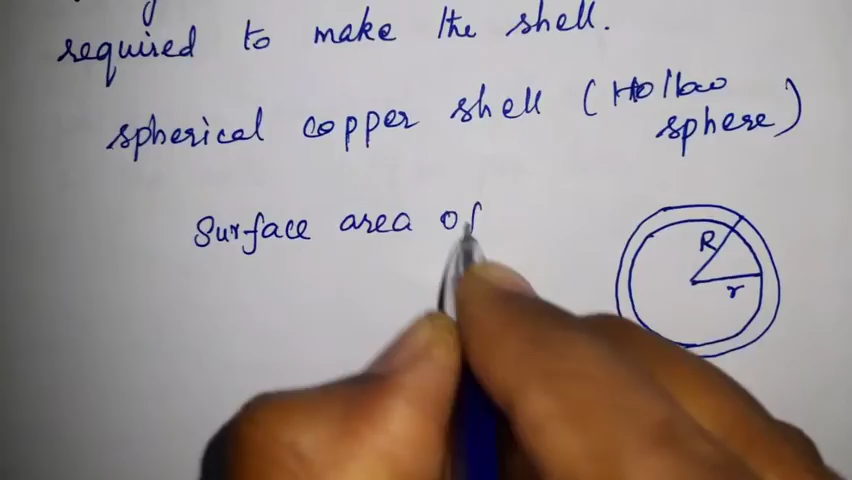 required to make the shell.
spherical copper shell (Hollow
sphere)
Surface area of
R
r